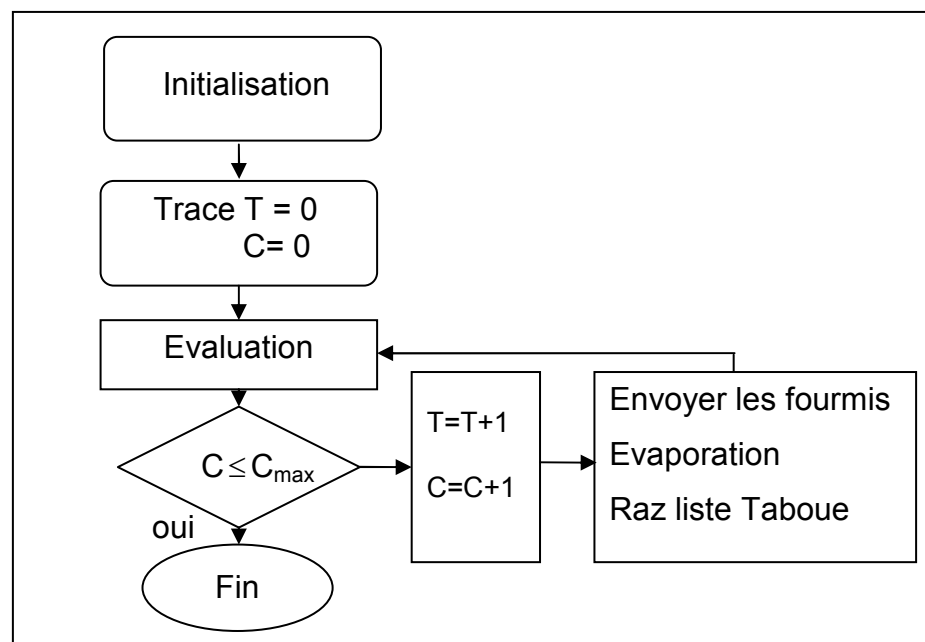 Initialisation
Trace T = 0
C= 0
Evaluation
C ≤ Cmax
oui
Fin
T=T+1
C=C+1
Envoyer les fourmis
Evaporation
Raz liste Taboue